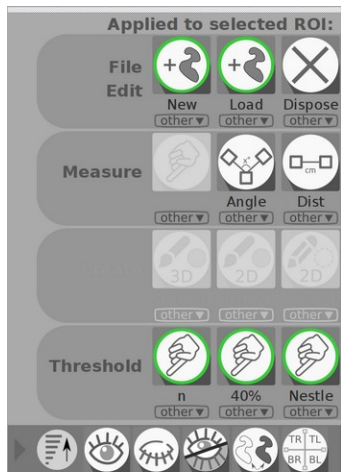 Applied to selected ROI:
File
Edit
New Load Dispose
other▼ other▼ other▼
Measure
x°
cm
Angle Dist
other▼ other▼ other▼
3D 2D 2D
other▼ other▼ other▼
Threshold
n 40% Nestle
other▼ other▼ other▼
TR TL
BR BL